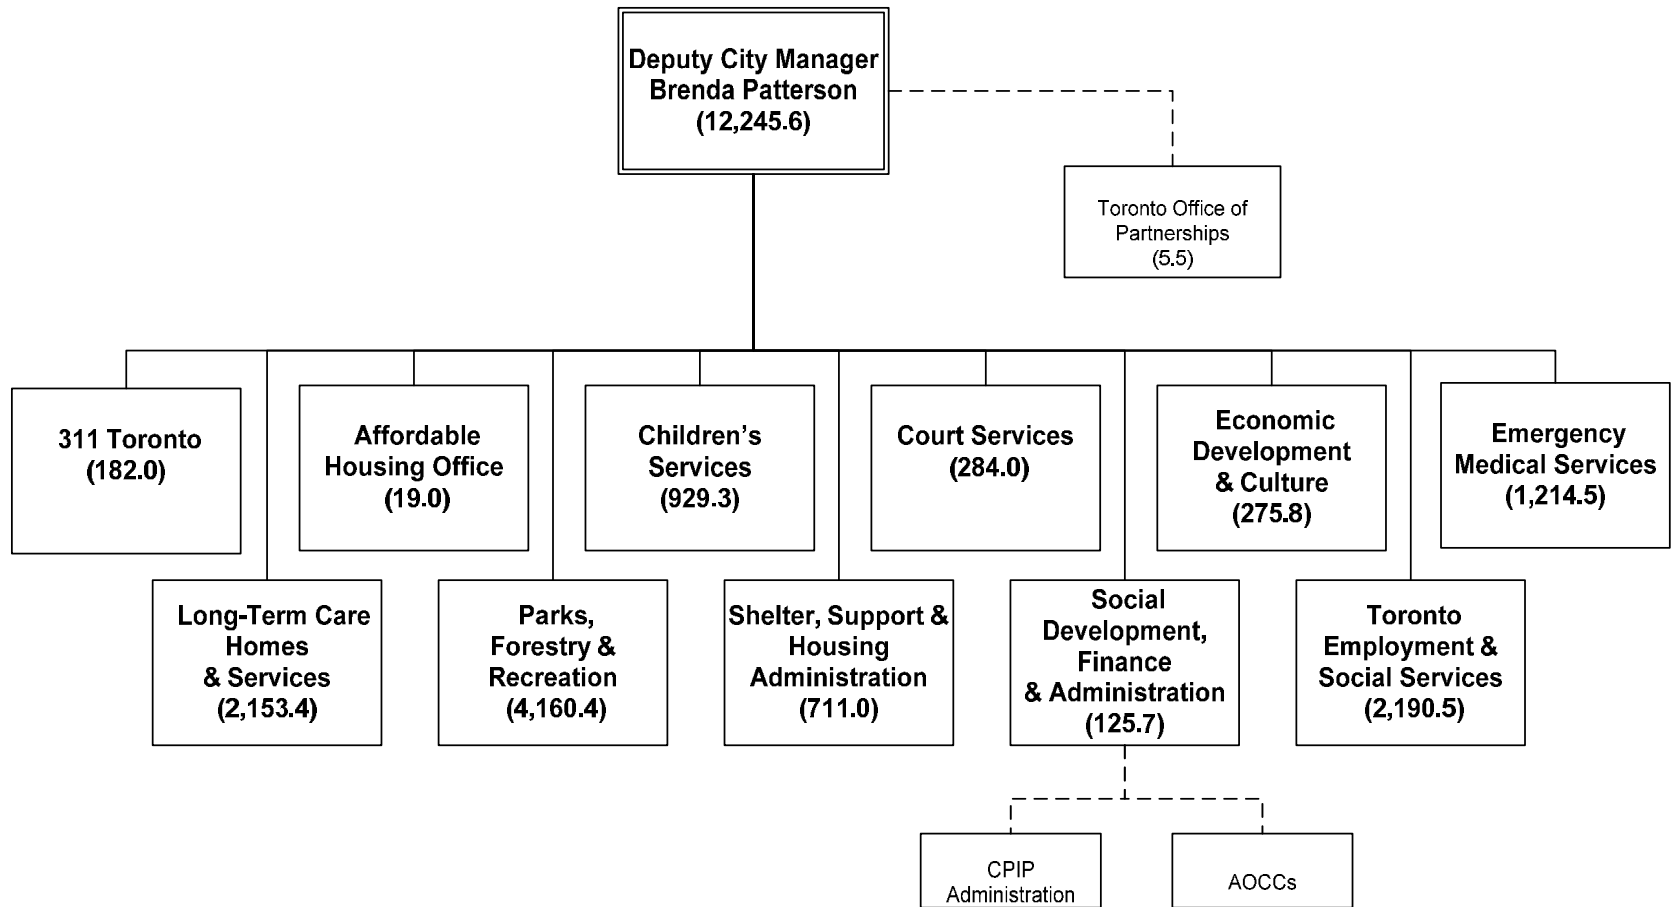 Deputy City Manager
Brenda Patterson
(12,245.6)
Toronto Office of
Partnerships
(5.5)
311 Toronto
(182.0)
Affordable
Housing Office
(19.0)
Children’s
Services
(929.3)
Court Services
(284.0)
Economic
Development
& Culture
(275.8)
Emergency
Medical Services
(1,214.5)
Long-Term Care
Homes
& Services
(2,153.4)
Parks,
Forestry &
Recreation
(4,160.4)
Shelter, Support &
Housing
Administration
(711.0)
Social
Development,
Finance
& Administration
(125.7)
Toronto
Employment &
Social Services
(2,190.5)
CPIP
Administration
AOCCs